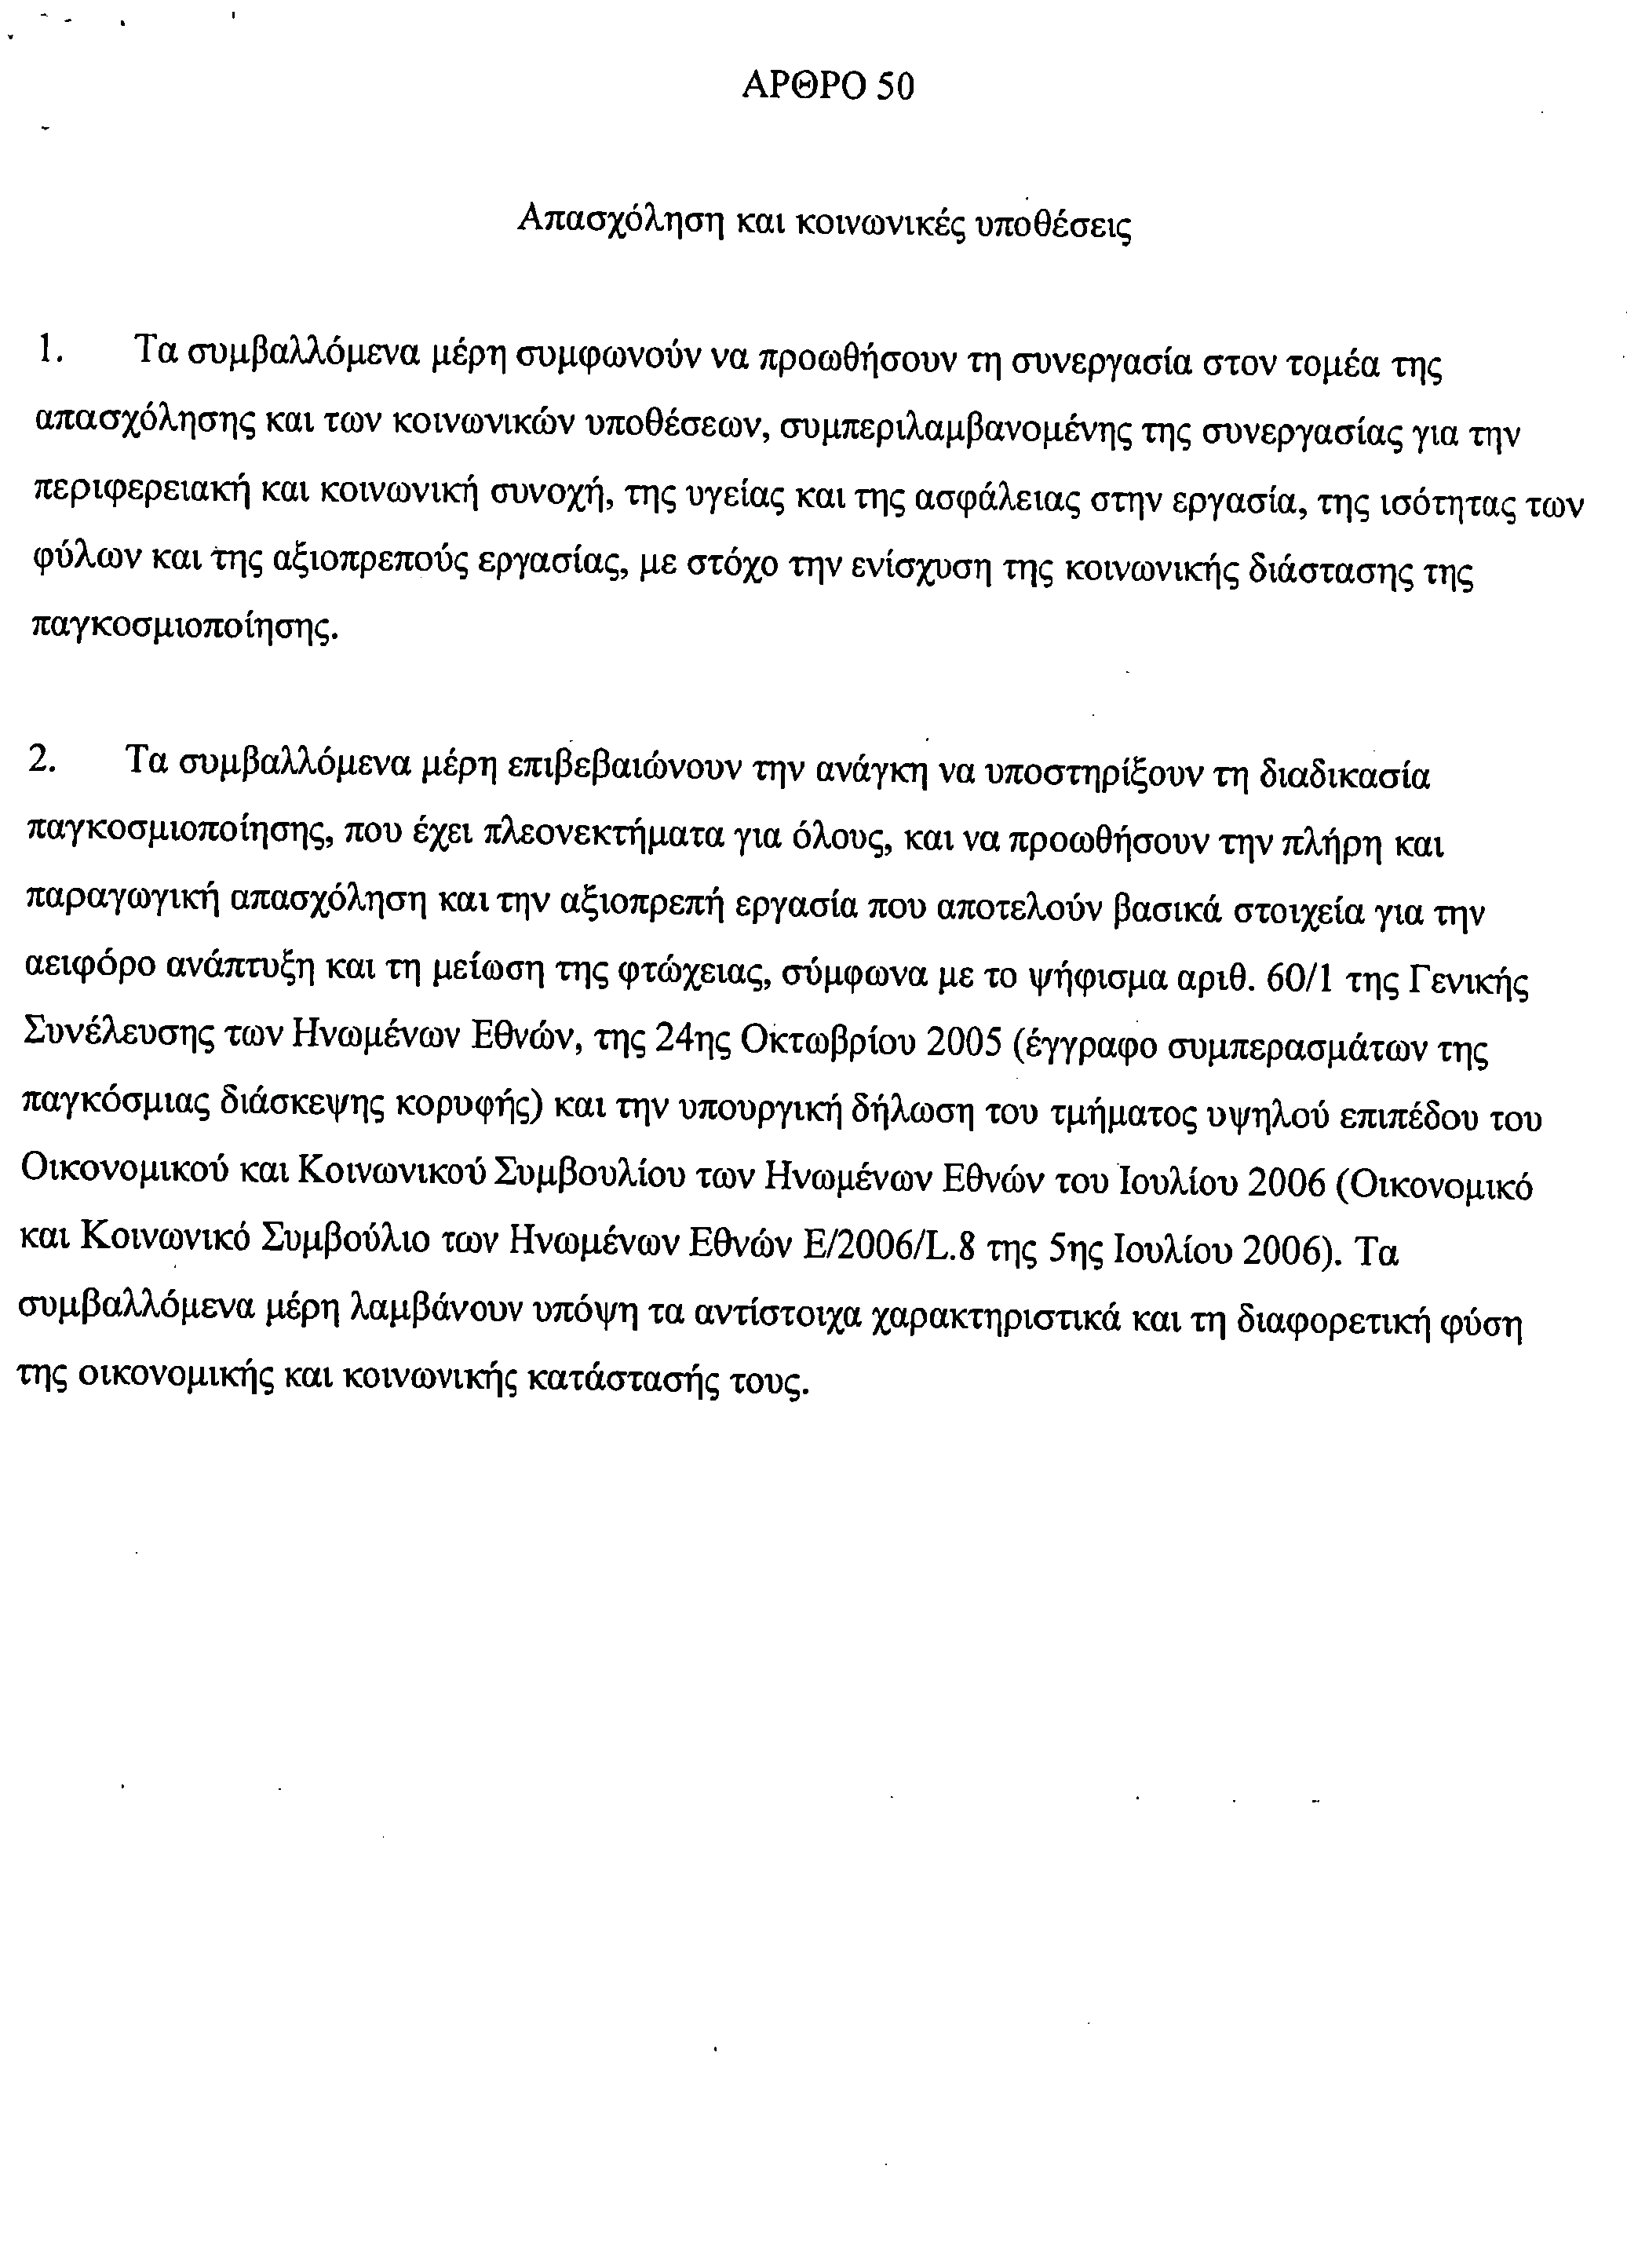 ΑΡΘΡΟ 50
Απασχόληση και κοινωνικές υποθέσεις
1. Τα συμβαλλόμενα μέρη συμφωνούν να προωθήσουν τη συνεργασία στον τομέα της
απασχόλησης και των κοινωνικών υποθέσεων, συμπεριλαμβανομένης της συνεργασίας για την
περιφερειακή και κοινωνική συνοχή, της υγείας και της ασφάλειας στην εργασία, της ισότητας των
φύλων και της αξιοπρεπούς εργασίας, με στόχο την ενίσχυση της κοινωνικής διάστασης της
παγκοσμιοποίησης.
2. Τα συμβαλλόμενα μέρη επιβεβαιώνουν την ανάγκη να υποστηρίξουν τη διαδικασία
παγκοσμιοποίησης, που έχει πλεονεκτήματα για όλους, και να προωθήσουν την πλήρη και
παραγωγική απασχόληση και την αξιοπρεπή εργασία που αποτελούν βασικά στοιχεία για την
αειφόρο ανάπτυξη και τη μείωση της φτώχειας, σύμφωνα με το ψήφισμα αριθ. 60/1 της Γενικής
Συνέλευσης των Ηνωμένων Εθνών, της 24ης Οκτωβρίου 2005 (έγγραφο συμπερασμάτων της
παγκόσμιας διάσκεψης κορυφής) και την υπουργική δήλωση του τμήματος υψηλού επιπέδου του
Οικονομικού και Κοινωνικού Συμβουλίου των Ηνωμένων Εθνών του Ιουλίου 2006 (Οικονομικό
και Κοινωνικό Συμβούλιο των Ηνωμένων Εθνών E/2006/L.8 της 5ης Ιουλίου 2006). Τα
συμβαλλόμενα μέρη λαμβάνουν υπόψη τα αντίστοιχα χαρακτηριστικά και τη διαφορετική φύση
της οικονομικής και κοινωνικής κατάστασής τους.